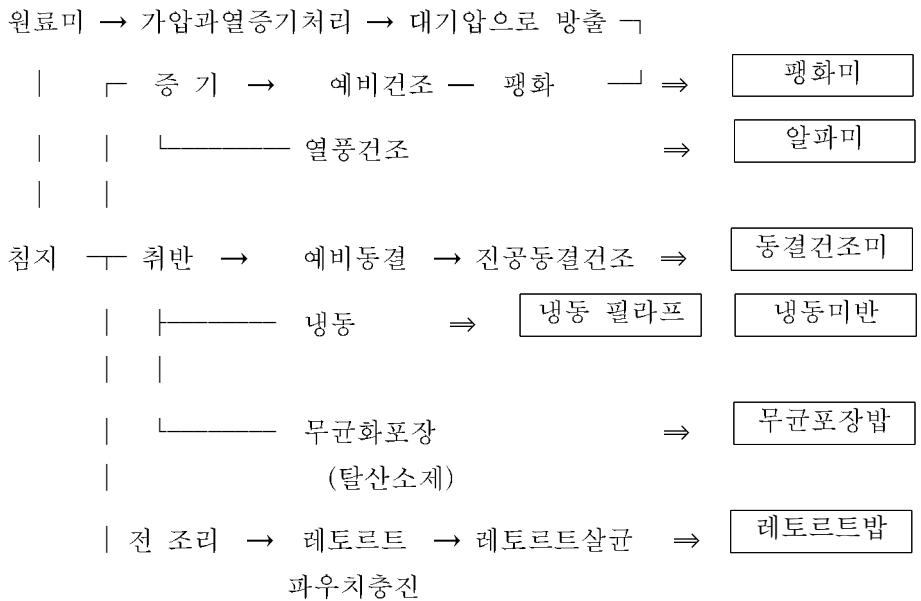 원료미 → 가압과열증기처리 → 대기압으로 방출
증 기 → 예비건조 — 팽화 ⇒ 팽화미
열풍건조 ⇒ 알파미
침지 취반 → 예비동결 → 진공동결건조 ⇒ 동결건조미
냉동 ⇒ 냉동 필라프 냉동미반
무균화포장 ⇒ 무균포장밥
(탈산소제)
전 조리 → 레토르트 → 레토르트살균 ⇒ 레토르트밥
파우치충진